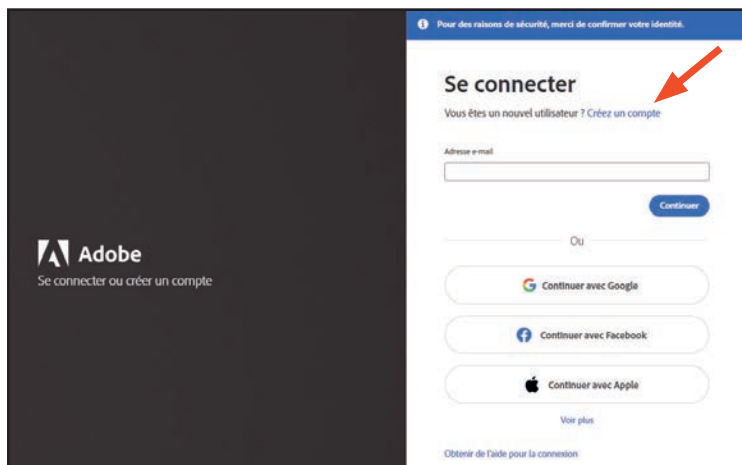 Pour des raisons de sécurité, merci de confirmer votre identité.
Se connecter
Vous êtes un nouvel utilisateur ? Créez un compte
Adresse e-mail
Continuer
Ou
Adobe
Se connecter ou créer un compte
Continuer avec Google
Continuer avec Facebook
Continuer avec Apple
Voir plus
Obtenir de l'aide pour la connexion